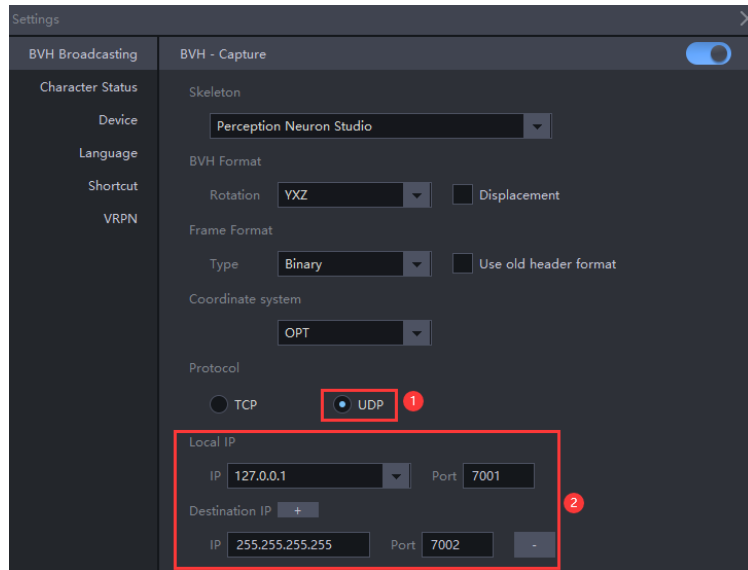 Settings
BVH Broadcasting
Character Status
Device
Language
Shortcut
VRPN
BVH - Capture
Skeleton
Perception Neuron Studio
BVH Format
Rotation YXZ Displacement
Frame Format
Type Binary Use old header format
Coordinate system
OPT
Protocol
TCP UDP 1
Local IP
IP 127.0.0.1 Port 7001
2
Destination IP +
IP 255.255.255.255 Port 7002 -